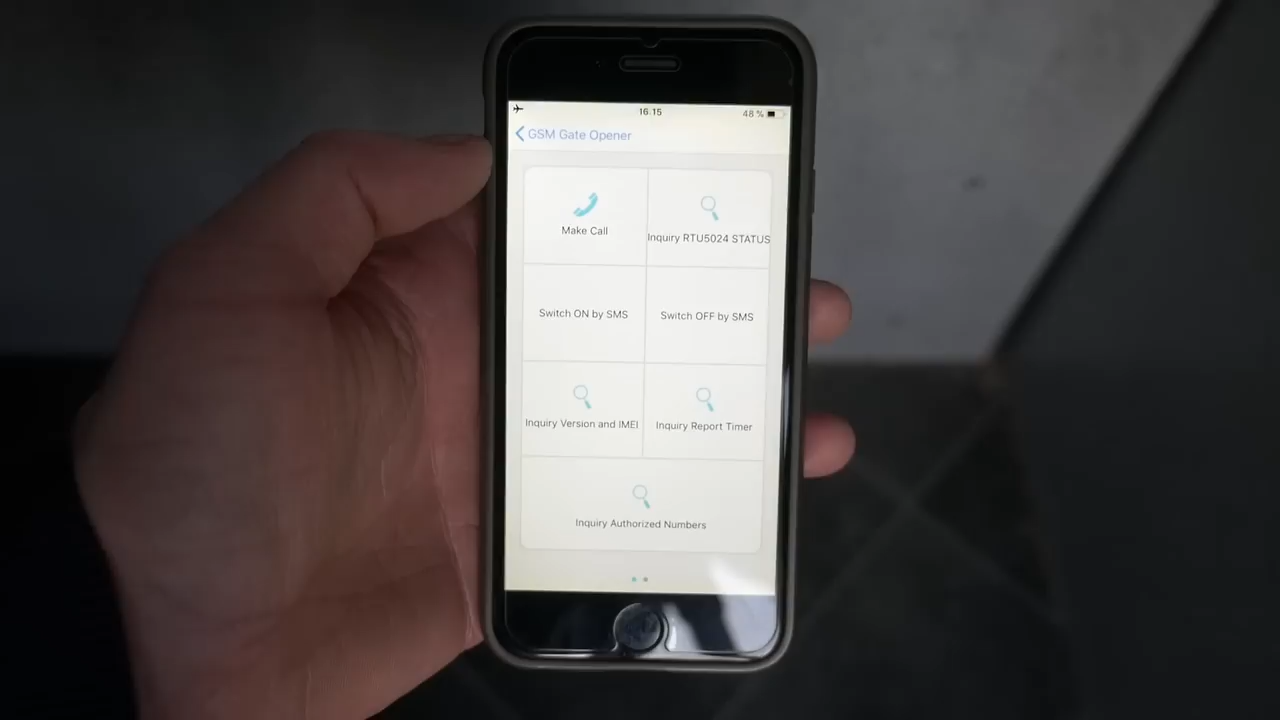 16.15
48 %
GSM Gate Opener
Make Call
Inquiry RTU5024 STATUS
Switch ON by SMS
Switch OFF by SMS
Inquiry Version and IMEI
Inquiry Report Timer
Inquiry Authorized Numbers